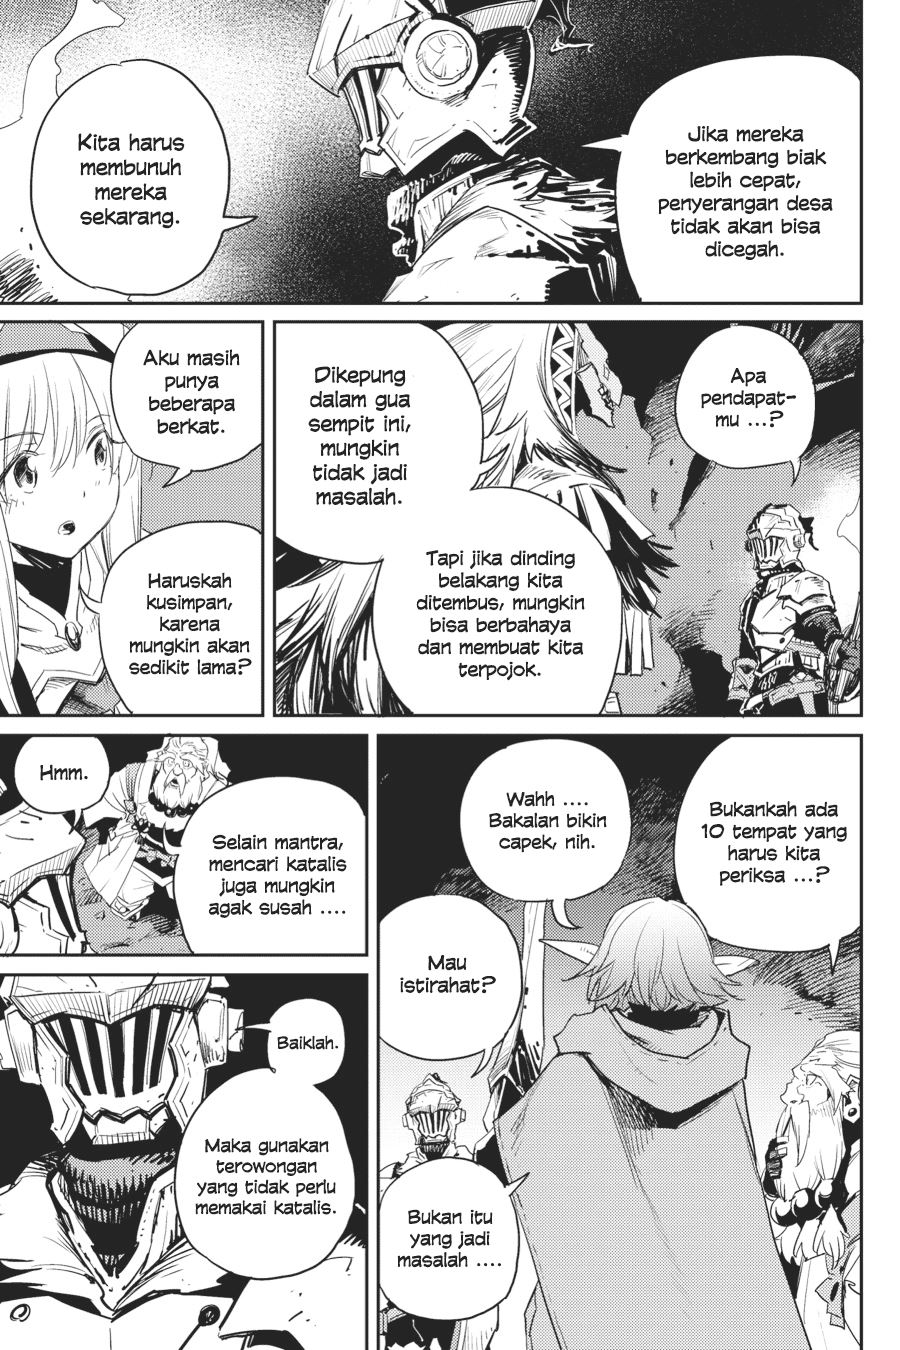 Jika mereka
berkembang biak
lebih cepat,
penyerangan desa
tidak akan bisa
dicegah.
Kita harus
membunuh
mereka
sekarang.
Apa
pendapat-
mu ...?
Dikepung
dalam gua
sempit ini,
mungkin
tidak jadi
masalah.
Tapi jika dinding
belakang kita
ditembus, mungkin
bisa berbahaya
dan membuat kita
terpojok.
Aku masih
punya
beberapa
berkat.
Haruskah
kusimpan,
karena
mungkin akan
sedikit lama?
Bukankah ada
10 tempat yang
harus kita
periksa ...?
Wahh ....
Bakalan bikin
capek, nih.
Mau
istirahat?
Bukan itu
yang jadi
masalah ....
Hmm.
Selain mantra,
mencari katalis
juga mungkin
agak susah ....
Baiklah.
Maka gunakan
terowongan
yang tidak perlu
memakai katalis.